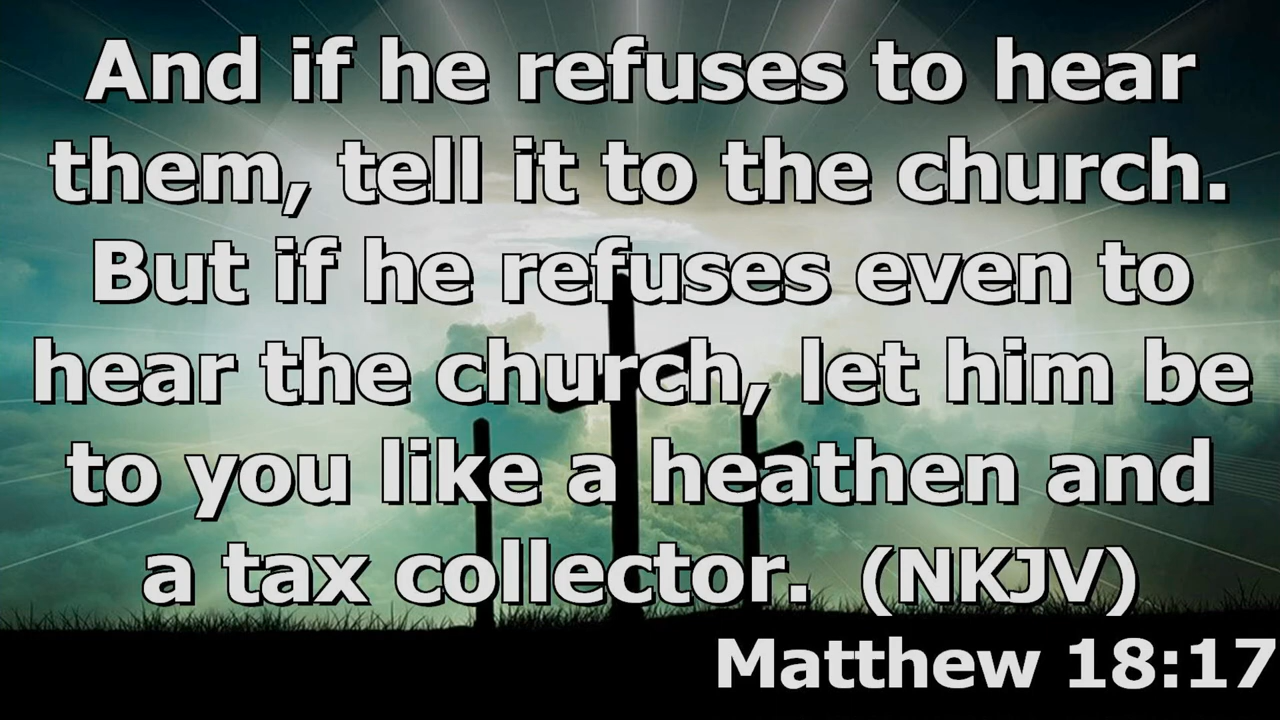 And if he refuses to hear
them, tell it to the church.
But if he refuses even to
hear the church, let him be
to you like a heathen and
a tax collector.  (NKJV)
Matthew 18:17